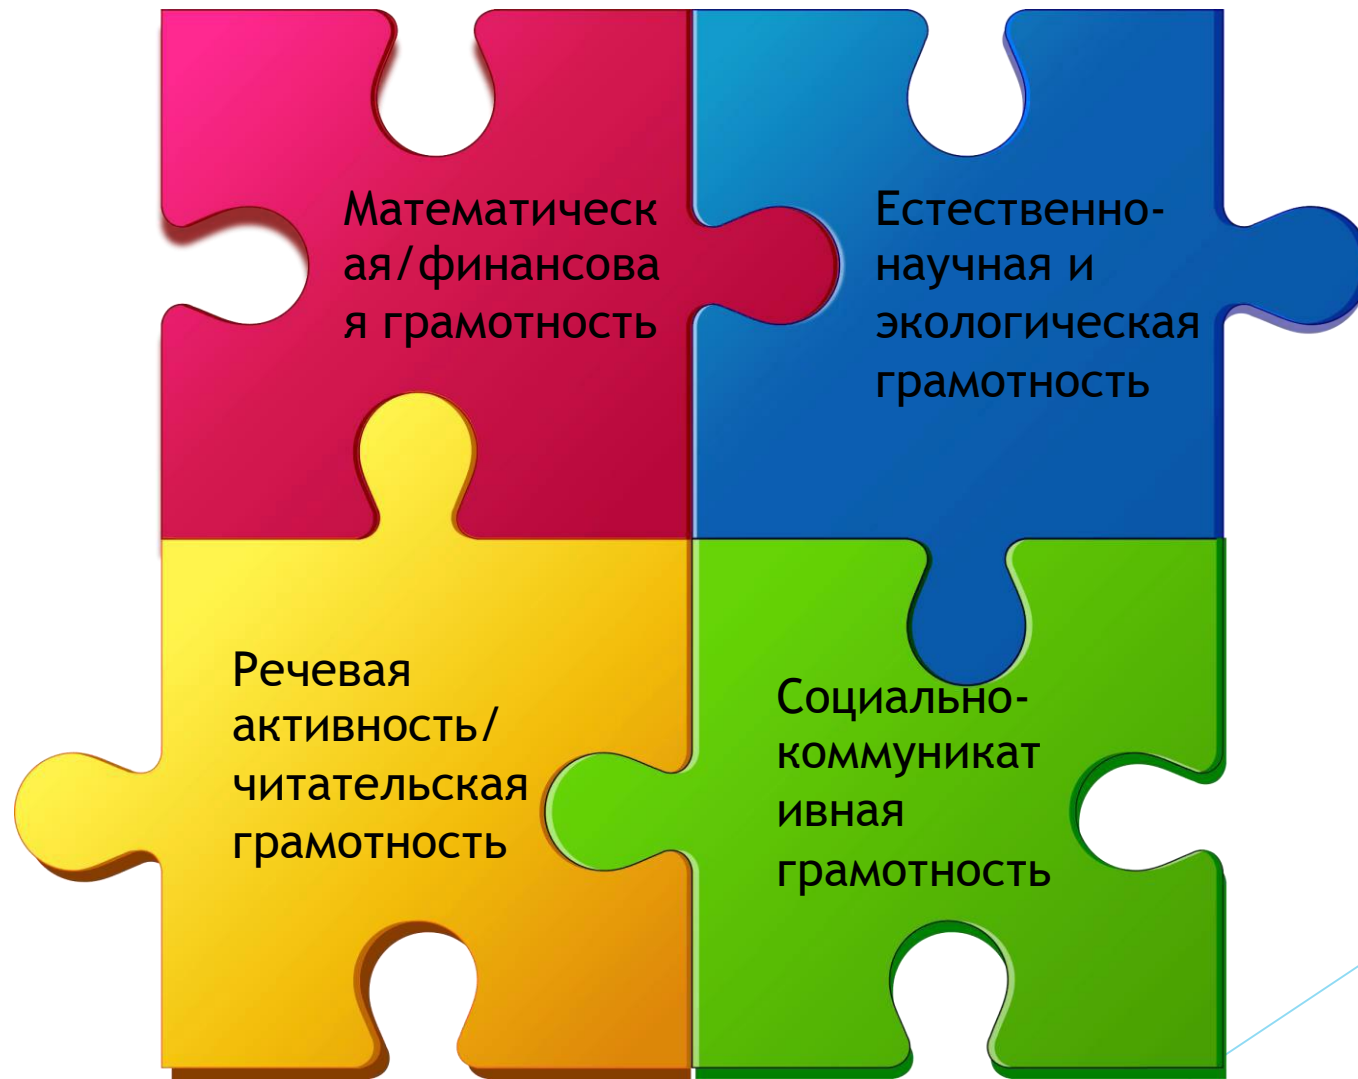 Математическ
ая/финансова
я грамотность
Естественно-
научная и
экологическая
грамотность
Речевая
активность/
читательская
грамотность
Социально-
коммуникат
ивная
грамотность